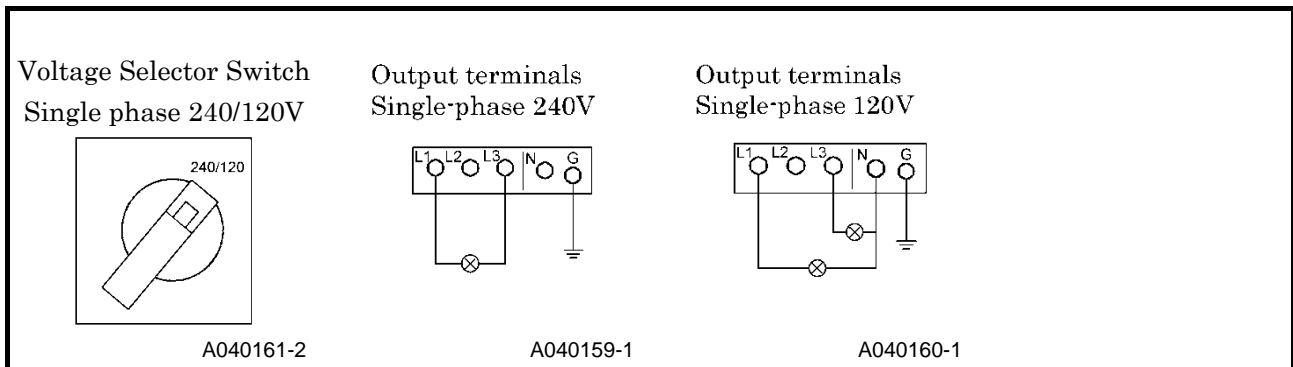 Voltage Selector Switch
Single phase 240/120V
240/120
A040161-2
Output terminals
Single-phase 240V
L1 L2 L3 N G
A040159-1
Output terminals
Single-phase 120V
L1 L2 L3 N G
A040160-1